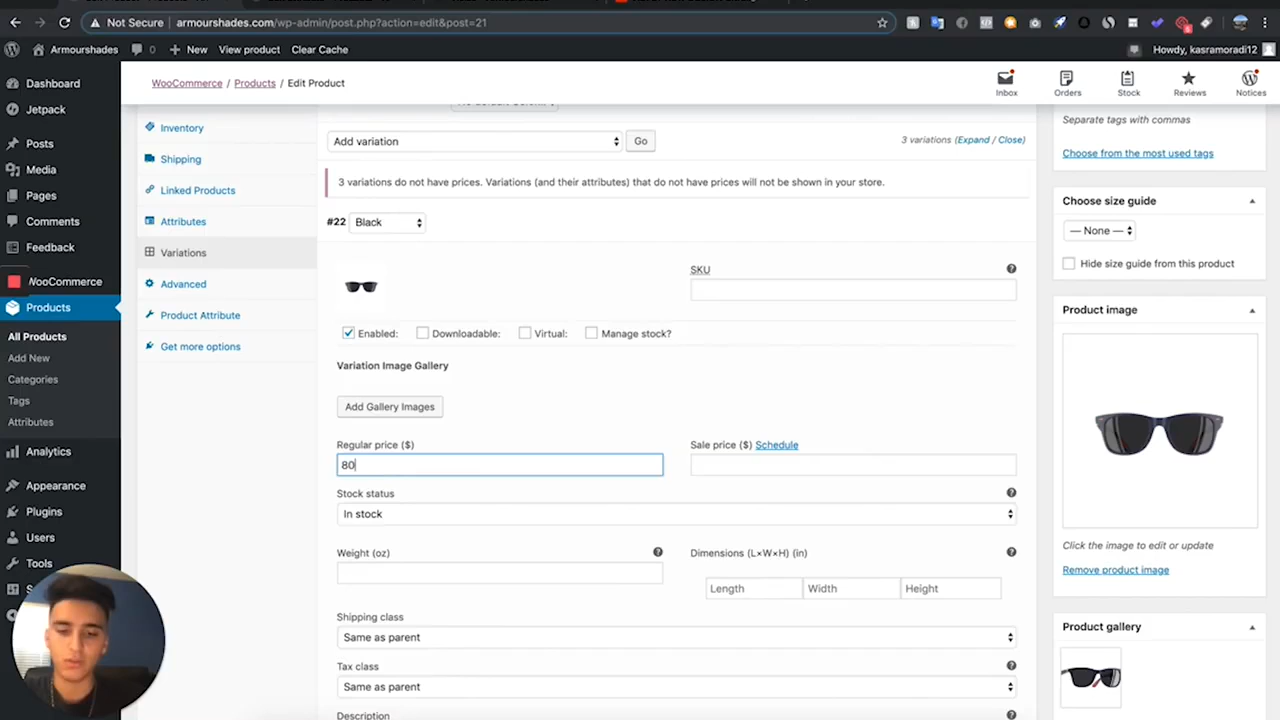 Not Secure armourshades.com/wp-admin/post.php?action=edit&post=21
Armourshades 0 New View product Clear Cache Howdy, kasramoradi12
Dashboard
Jetpack
Posts
Media
Pages
Comments
Feedback
WooCommerce
Products
All Products
Add New
Categories
Tags
Attributes
Analytics
Appearance
Plugins
Users
Tools
WooCommerce / Products / Edit Product
Inbox
Orders
Stock
Reviews
Notices
Inventory
Shipping
Linked Products
Attributes
Variations
Advanced
Product Attribute
Get more options
Add variation Go 3 variations (Expand / Close)
3 variations do not have prices. Variations (and their attributes) that do not have prices will not be shown in your store.
#22 Black
SKU
Enabled: Downloadable: Virtual: Manage stock?
Variation Image Gallery
Add Gallery Images
Regular price ($) Sale price ($) Schedule
80
Stock status
In stock
Weight (oz) Dimensions (L×W×H) (in)
Length Width Height
Shipping class
Same as parent
Tax class
Same as parent
Description
Separate tags with commas
Choose from the most used tags
Choose size guide
— None —
Hide size guide from this product
Product image
Click the image to edit or update
Remove product image
Product gallery